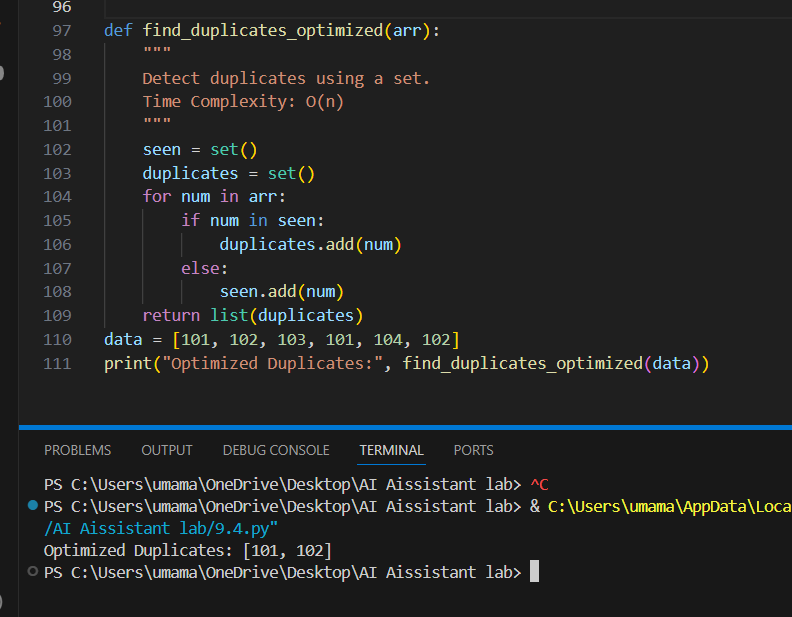 96
97 def find_duplicates_optimized(arr):
98     """
99     Detect duplicates using a set.
100     Time Complexity: O(n)
101     """
102     seen = set()
103     duplicates = set()
104     for num in arr:
105         if num in seen:
106             duplicates.add(num)
107         else:
108             seen.add(num)
109     return list(duplicates)
110 data = [101, 102, 103, 101, 104, 102]
111 print("Optimized Duplicates:", find_duplicates_optimized(data))
PROBLEMS OUTPUT DEBUG CONSOLE TERMINAL PORTS
PS C:\Users\umama\OneDrive\Desktop\AI Aissistant lab> ^C
PS C:\Users\umama\OneDrive\Desktop\AI Aissistant lab> & C:\Users\umama\AppData\Loca
/AI Aissistant lab/9.4.py"
Optimized Duplicates: [101, 102]
PS C:\Users\umama\OneDrive\Desktop\AI Aissistant lab>